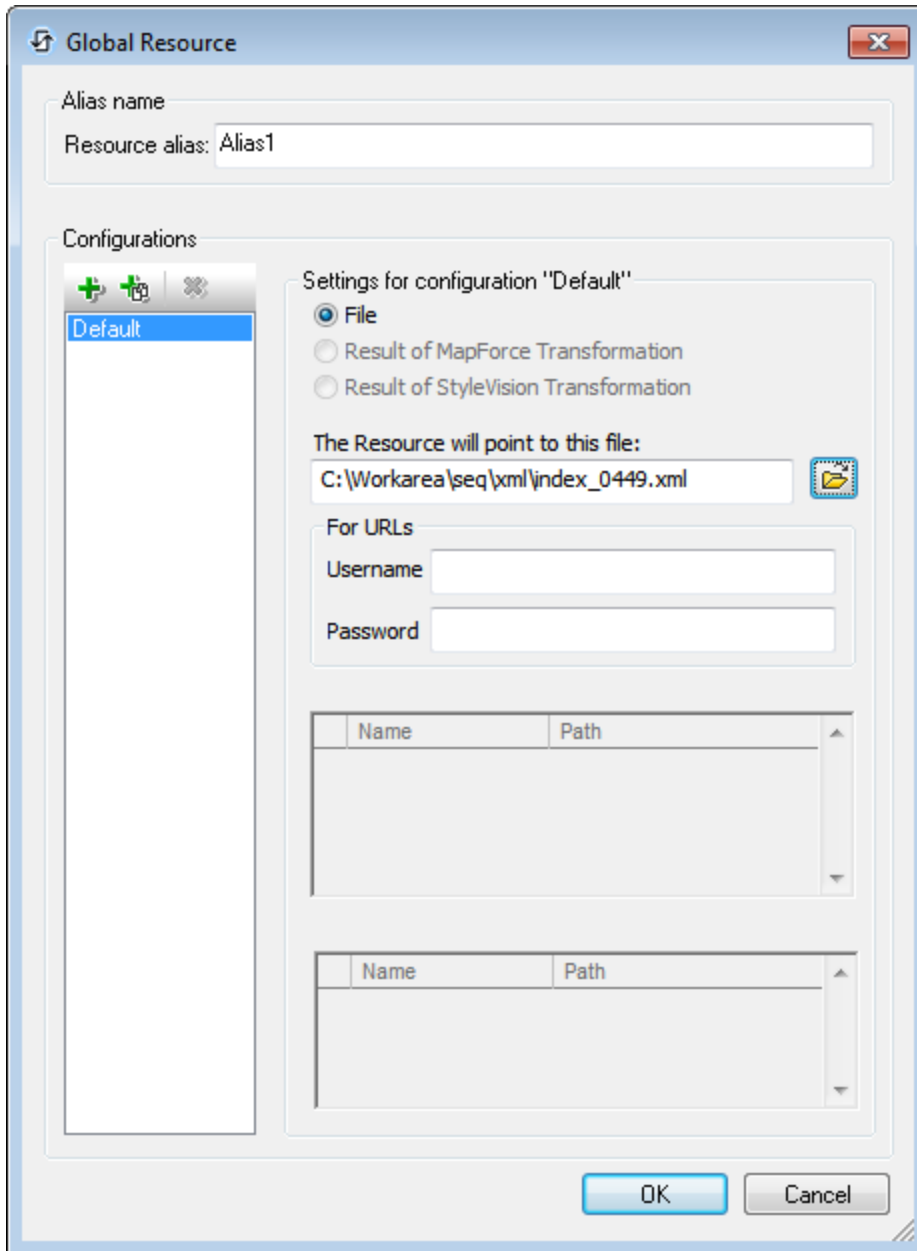 Global Resource
Alias name
Resource alias: Alias1
Configurations
Default
Settings for configuration "Default"
File
Result of MapForce Transformation
Result of StyleVision Transformation
The Resource will point to this file:
C:\Workarea\seq\xml\index_0449.xml
For URLs
Username
Password
Name Path
Name Path
OK Cancel